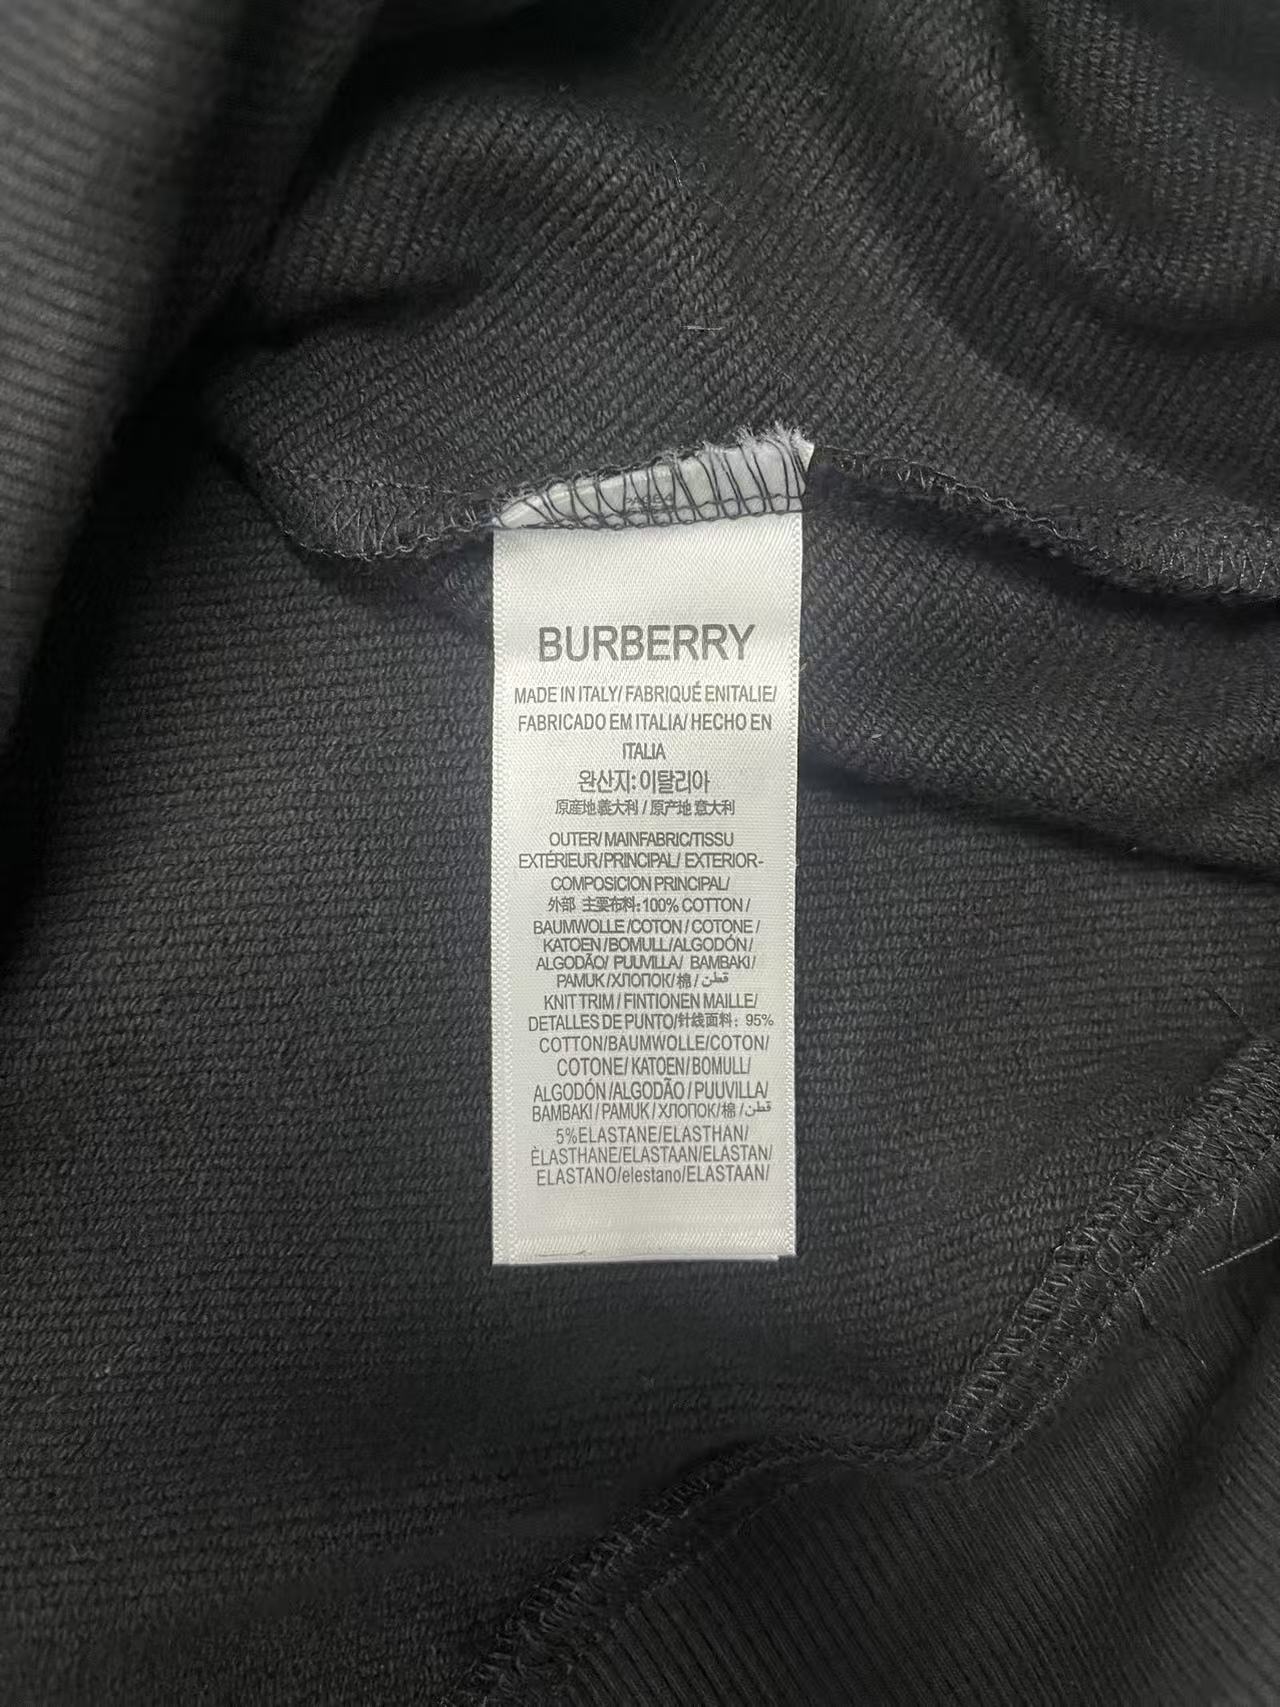 BURBERRY
MADE IN ITALY/ FABRIQUÉ ENITALIE/
FABRICADO EM ITALIA/ HECHO EN
ITALIA
완산지: 이탈리아
原産地義大利 / 原产地 意大利
OUTER/ MAINFABRIC/TISSU
EXTÉRIEUR/PRINCIPAL/ EXTERIOR-
COMPOSICION PRINCIPAL/
外部 主要布料:100% COTTON /
BAUMWOLLE /COTON / COTONE /
KATOEN / BOMULL/ALGODÓN /
ALGODÃO/ PUUVILLA/ BAMBAKI/
PAMUK /ХЛОПОК/棉 / قطن/
KNIT TRIM / FINTIONEN MAILLE/
DETALLES DE PUNTO/针线面料: 95%
COTTON/BAUMWOLLE/COTON/
COTONE/ KATOEN/BOMULL/
ALGODÓN /ALGODÃO / PUUVILLA/
BAMBAKI / PAMUK / ХЛОПОК/棉 / قطن/
5%ELASTANE/ELASTHAN/
ÈLASTHANE/ELASTAAN/ELASTAN/
ELASTANO/elestano/ELASTAAN/